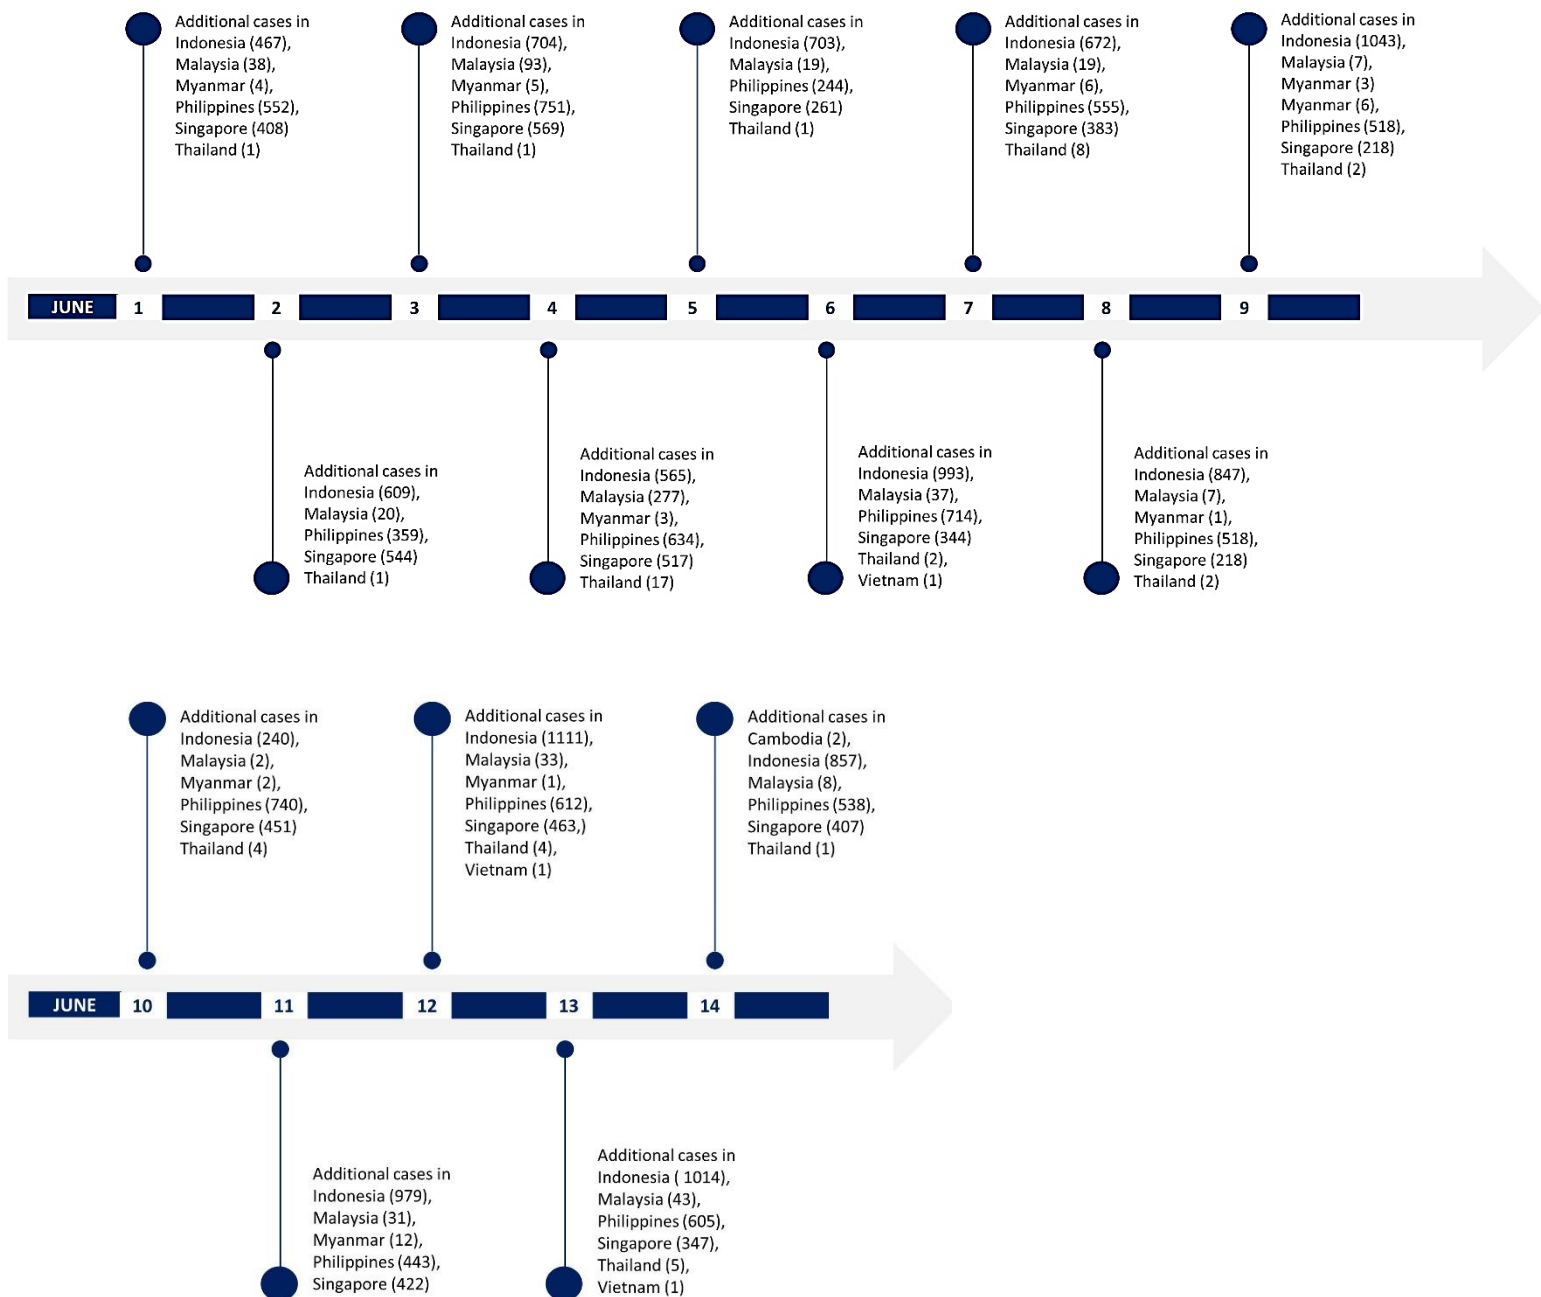 Additional cases in
Indonesia (467),
Malaysia (38),
Myanmar (4),
Philippines (552),
Singapore (408)
Thailand (1)
Additional cases in
Indonesia (704),
Malaysia (93),
Myanmar (5),
Philippines (751),
Singapore (569)
Thailand (1)
Additional cases in
Indonesia (703),
Malaysia (19),
Philippines (244),
Singapore (261)
Thailand (1)
Additional cases in
Indonesia (672),
Malaysia (19),
Myanmar (6),
Philippines (555),
Singapore (383)
Thailand (8)
Additional cases in
Indonesia (1043),
Malaysia (7),
Myanmar (3)
Myanmar (6),
Philippines (518),
Singapore (218)
Thailand (2)
JUNE 1 2 3 4 5 6 7 8 9
Additional cases in
Indonesia (609),
Malaysia (20),
Philippines (359),
Singapore (544)
Thailand (1)
Additional cases in
Indonesia (565),
Malaysia (277),
Myanmar (3),
Philippines (634),
Singapore (517)
Thailand (17)
Additional cases in
Indonesia (993),
Malaysia (37),
Philippines (714),
Singapore (344)
Thailand (2),
Vietnam (1)
Additional cases in
Indonesia (847),
Malaysia (7),
Myanmar (1),
Philippines (518),
Singapore (218)
Thailand (2)
Additional cases in
Indonesia (240),
Malaysia (2),
Myanmar (2),
Philippines (740),
Singapore (451)
Thailand (4)
Additional cases in
Indonesia (1111),
Malaysia (33),
Myanmar (1),
Philippines (612),
Singapore (463,)
Thailand (4),
Vietnam (1)
Additional cases in
Cambodia (2),
Indonesia (857),
Malaysia (8),
Philippines (538),
Singapore (407)
Thailand (1)
JUNE 10 11 12 13 14
Additional cases in
Indonesia (979),
Malaysia (31),
Myanmar (12),
Philippines (443),
Singapore (422)
Additional cases in
Indonesia ( 1014),
Malaysia (43),
Philippines (605),
Singapore (347),
Thailand (5),
Vietnam (1)